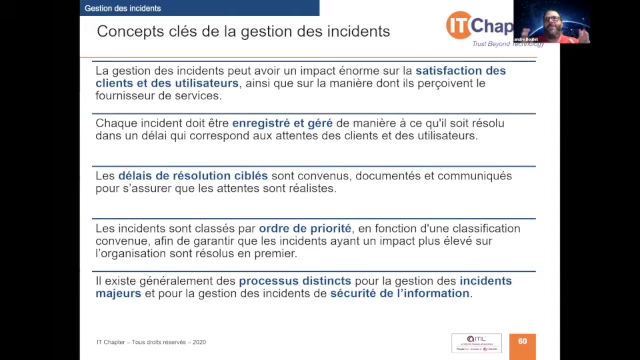 Gestion des incidents
Concepts clés de la gestion des incidents
IT Chapter
Trust Beyond Technology
La gestion des incidents peut avoir un impact énorme sur la satisfaction des
clients et des utilisateurs, ainsi que sur la manière dont ils perçoivent le
fournisseur de services.
Chaque incident doit être enregistré et géré de manière à ce qu'il soit résolu
dans un délai qui correspond aux attentes des clients et des utilisateurs.
Les délais de résolution ciblés sont convenus, documentés et communiqués
pour s'assurer que les attentes sont réalistes.
Les incidents sont classés par ordre de priorité, en fonction d'une classification
convenue, afin de garantir que les incidents ayant un impact plus élevé sur
l'organisation sont résolus en premier.
Il existe généralement des processus distincts pour la gestion des incidents
majeurs et pour la gestion des incidents de sécurité de l'information.
IT Chapter – Tous droits réservés – 2020
ITIL
60